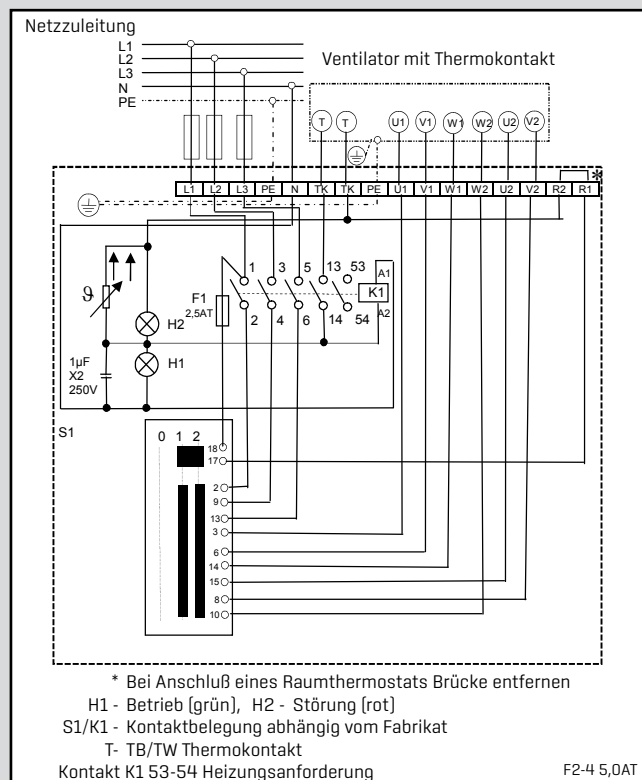 Netzzuleitung
L1
L2
L3
N
PE
Ventilator mit Thermokontakt
T T U1 V1 W1 W2 U2 V2
L1 L2 L3 PE N TK TK PE U1 V1 W1 W2 U2 V2 R2 R1 *
1 3 5 13 53 A1
K1
F1
2,5AT
2 4 6 14 54 A2
ϑ
H2
H1
1µF
X2
250V
S1
0 1 2
18
17
2
9
13
3
6
14
15
8
10
* Bei Anschluß eines Raumthermostats Brücke entfernen
H1 - Betrieb (grün), H2 - Störung (rot)
S1/K1 - Kontaktbelegung abhängig vom Fabrikat
T- TB/TW Thermokontakt
Kontakt K1 53-54 Heizungsanforderung
F2-4 5,0AT